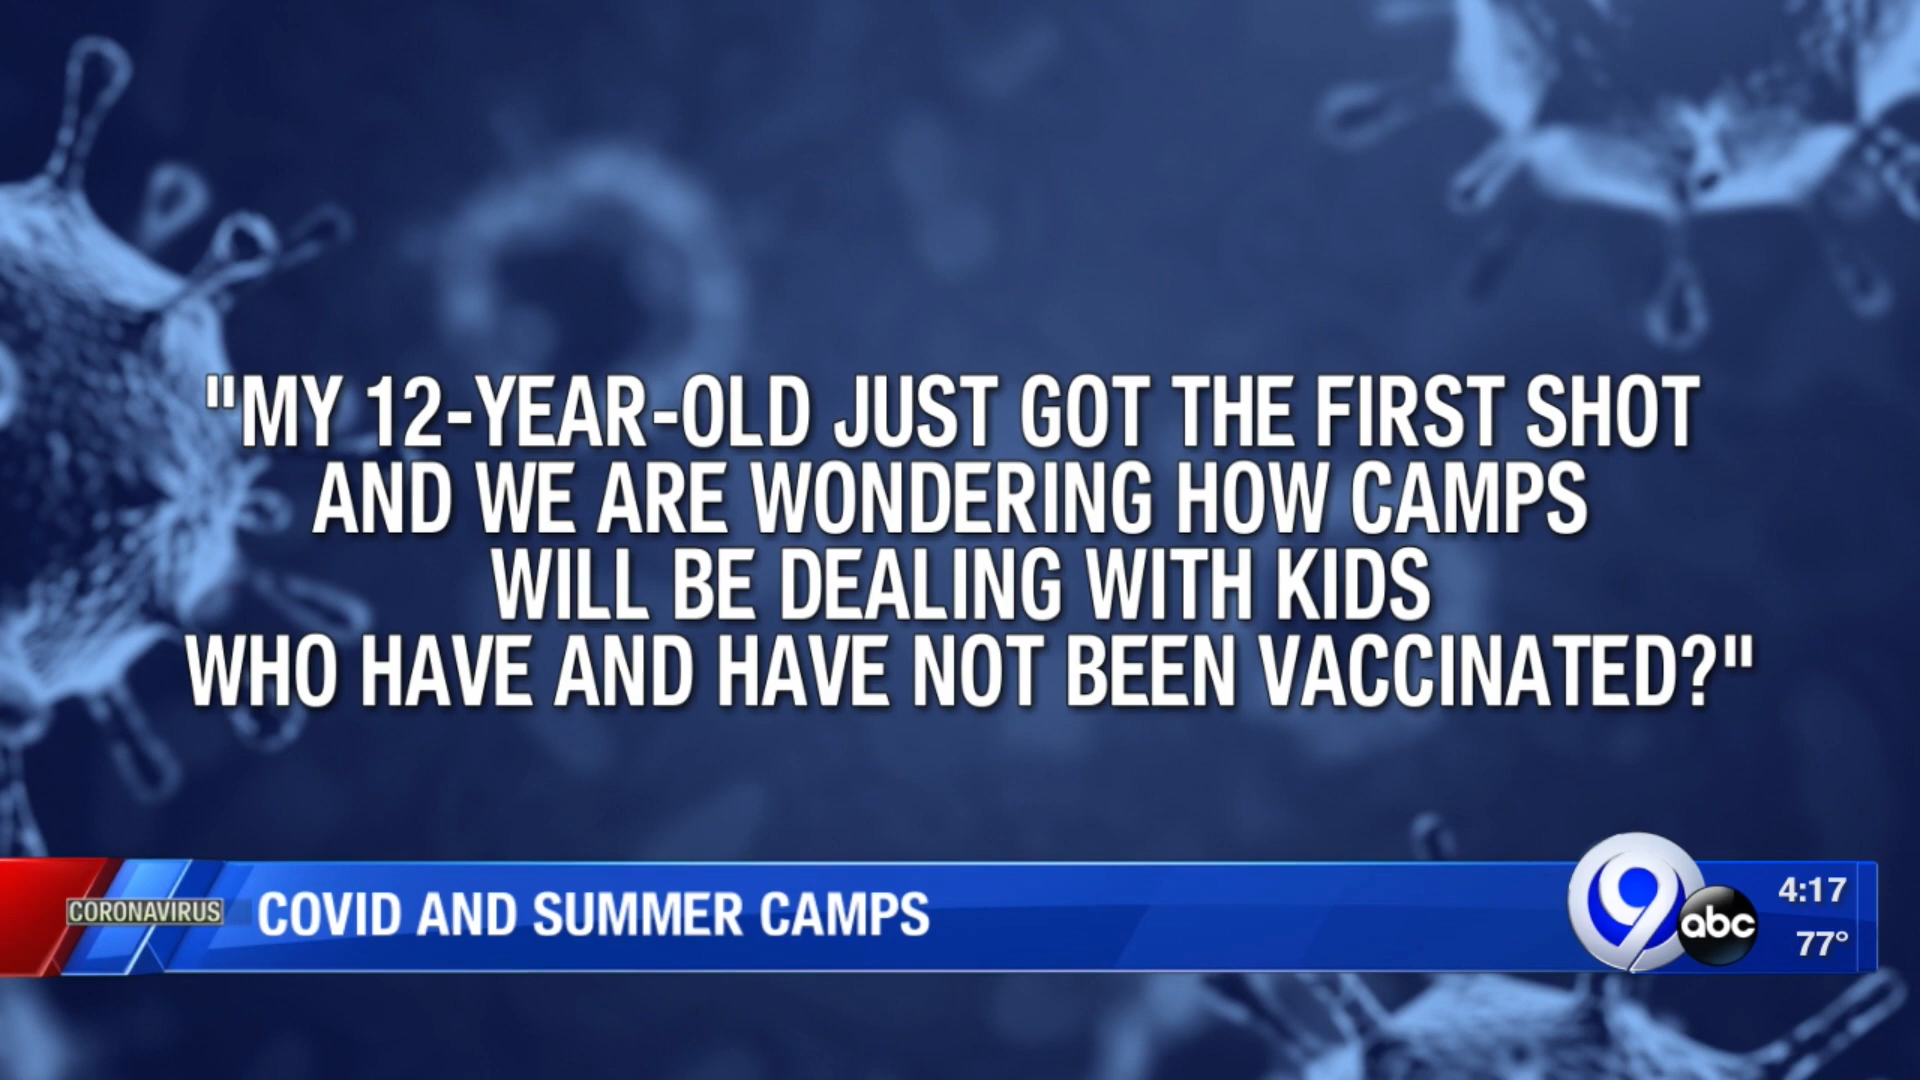 "MY 12-YEAR-OLD JUST GOT THE FIRST SHOT
AND WE ARE WONDERING HOW CAMPS
WILL BE DEALING WITH KIDS
WHO HAVE AND HAVE NOT BEEN VACCINATED?"
CORONAVIRUS
COVID AND SUMMER CAMPS
9
abc
4:17
77°